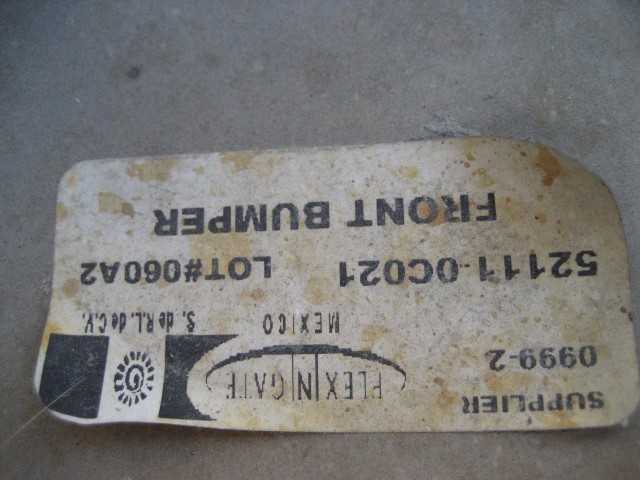 SUPPLIER
0999-2
FLEX N GATE
MEXICO
S. de R.L. de C.V.
52111-0C021 LOT#060A2
FRONT BUMPER